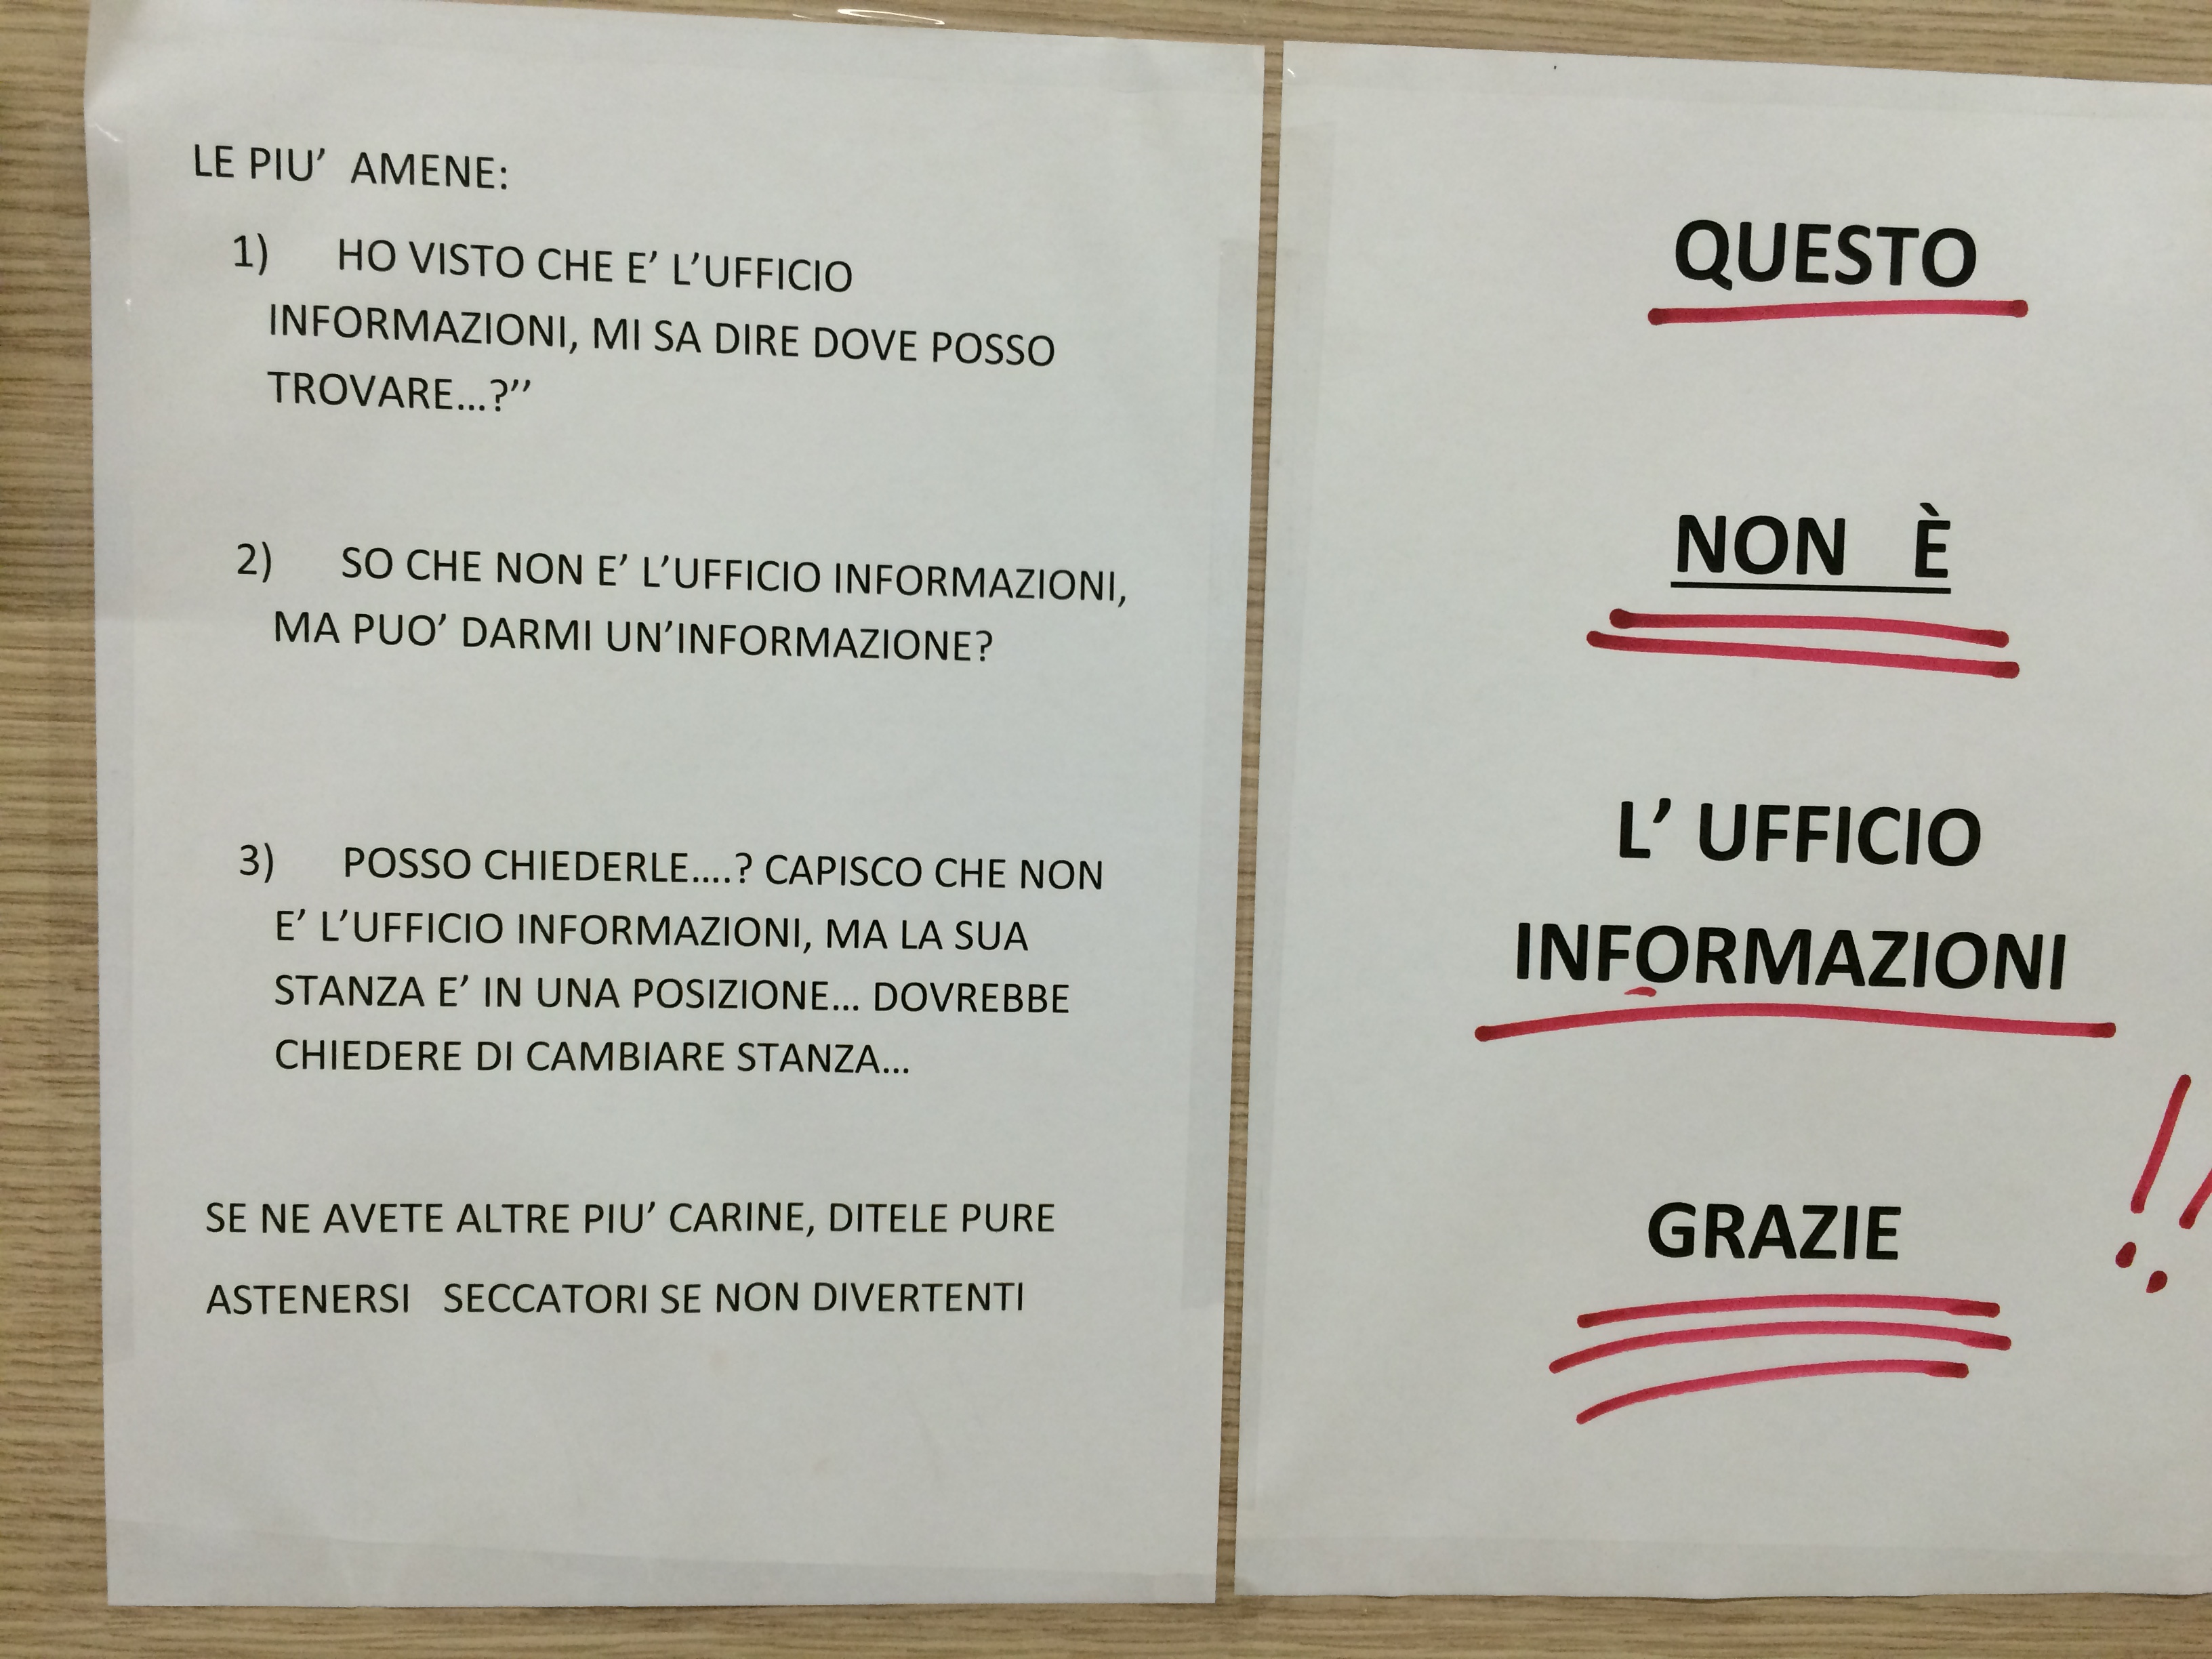 LE PIU’ AMENE:
1) HO VISTO CHE E’ L’UFFICIO
INFORMAZIONI, MI SA DIRE DOVE POSSO
TROVARE...?’’
2) SO CHE NON E’ L’UFFICIO INFORMAZIONI,
MA PUO’ DARMI UN’INFORMAZIONE?
3) POSSO CHIEDERLE....? CAPISCO CHE NON
E’ L’UFFICIO INFORMAZIONI, MA LA SUA
STANZA E’ IN UNA POSIZIONE... DOVREBBE
CHIEDERE DI CAMBIARE STANZA...
SE NE AVETE ALTRE PIU’ CARINE, DITELE PURE
ASTENERSI SECCATORI SE NON DIVERTENTI
QUESTO
NON È
L’ UFFICIO
INFORMAZIONI
GRAZIE !!